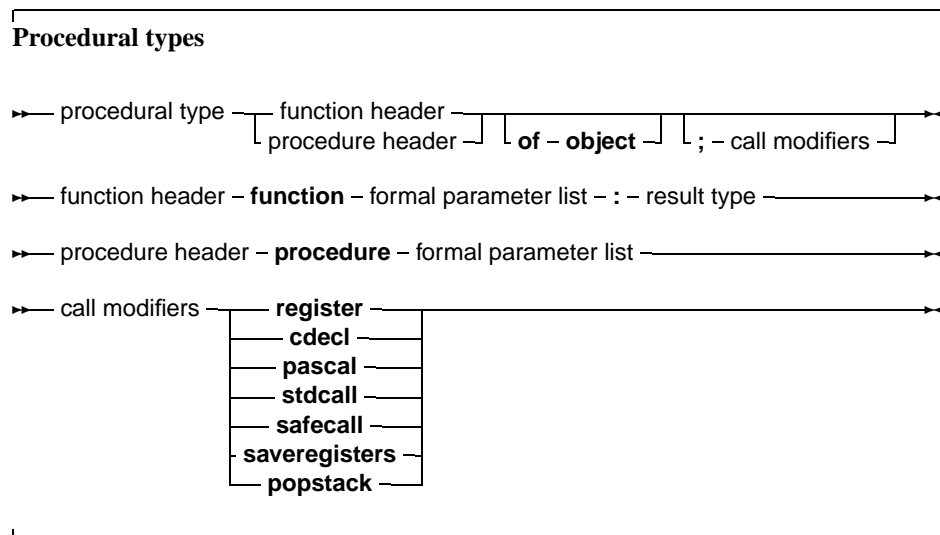 Procedural types
procedural type function header
procedure header of object ; call modifiers
function header function formal parameter list : result type
procedure header procedure formal parameter list
call modifiers register
cdecl
pascal
stdcall
safecall
saveregisters
popstack